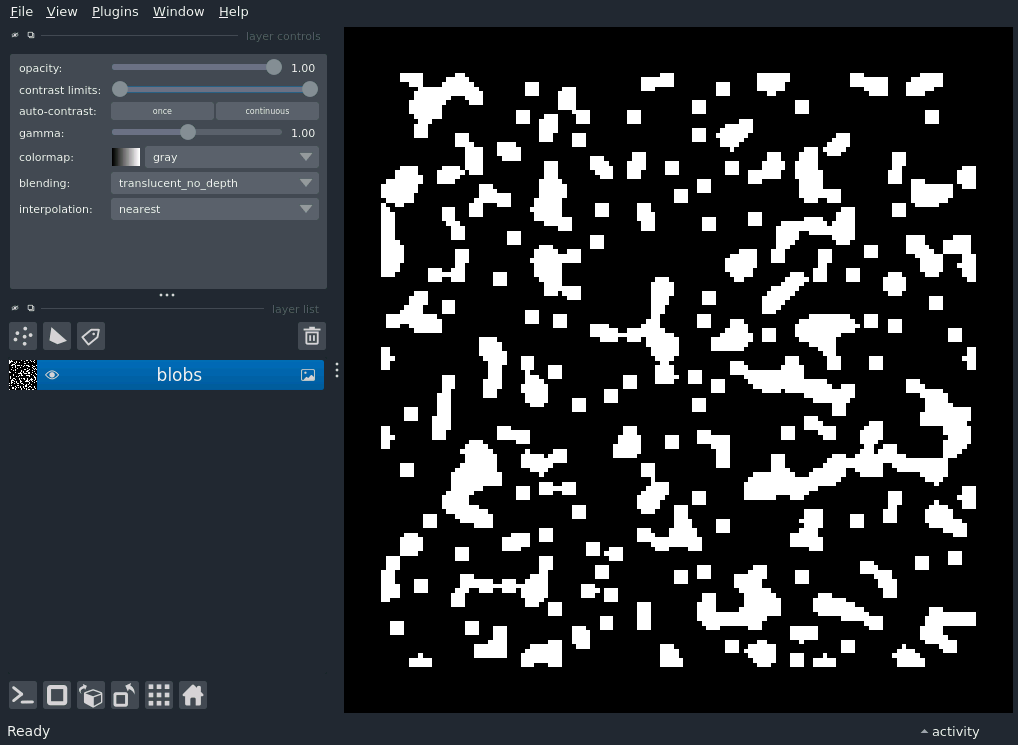 File View Plugins Window Help
layer controls
opacity: 1.00
contrast limits:
auto-contrast: once continuous
gamma: 1.00
colormap: gray
blending: translucent_no_depth
interpolation: nearest
layer list
blobs
Ready activity